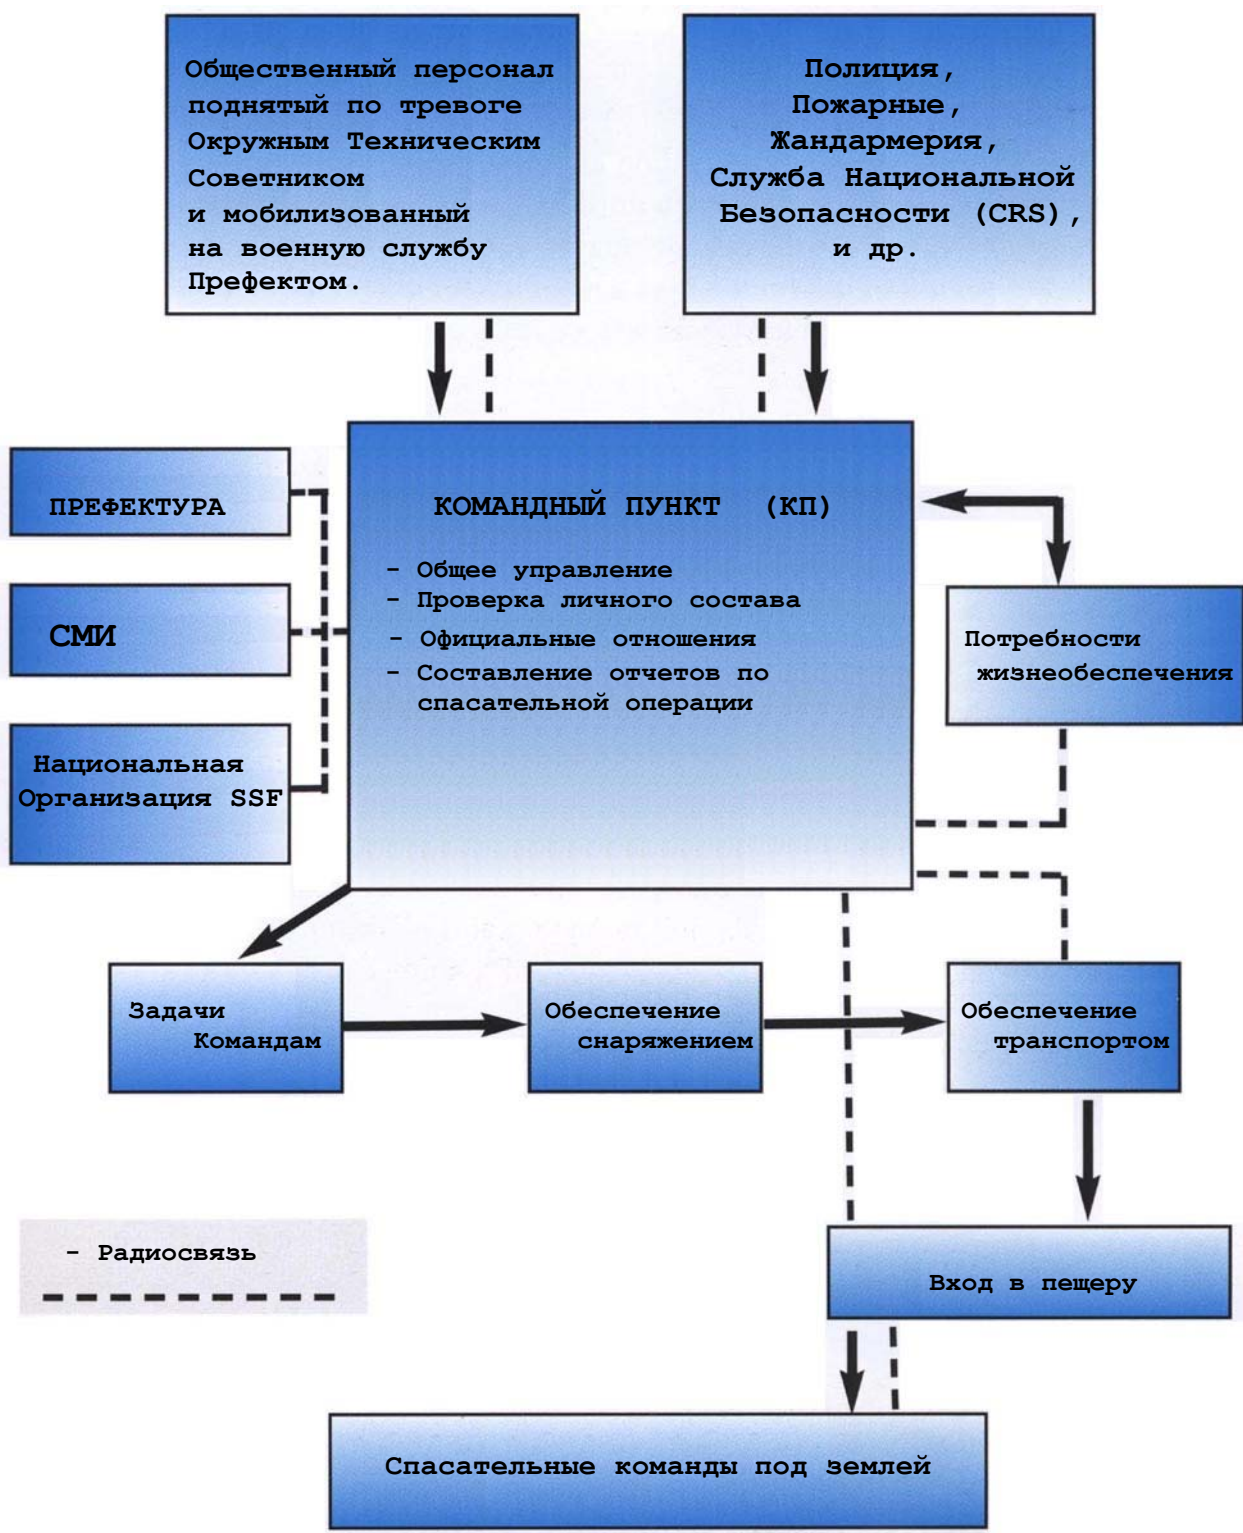 Общественный персонал
поднятый по тревоге
Окружным Техническим
Советником
и мобилизованный
на военную службу
Префектом.
Полиция,
Пожарные,
Жандармерия,
Служба Национальной
Безопасности (CRS),
и др.
ПРЕФЕКТУРА
СМИ
Национальная
Организация SSF
КОМАНДНЫЙ ПУНКТ (КП)
- Общее управление
- Проверка личного состава
- Официальные отношения
- Составление отчетов по
спасательной операции
Потребности
жизнеобеспечения
Задачи
Командам
Обеспечение
снаряжением
Обеспечение
транспортом
- Радиосвязь
Вход в пещеру
Спасательные команды под землей